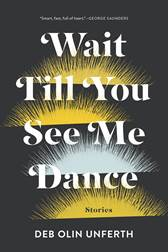 "Smart, fast, full of heart." —GEORGE SAUNDERS
Wait
Till You
See Me
Dance
Stories
DEB OLIN UNFERTH